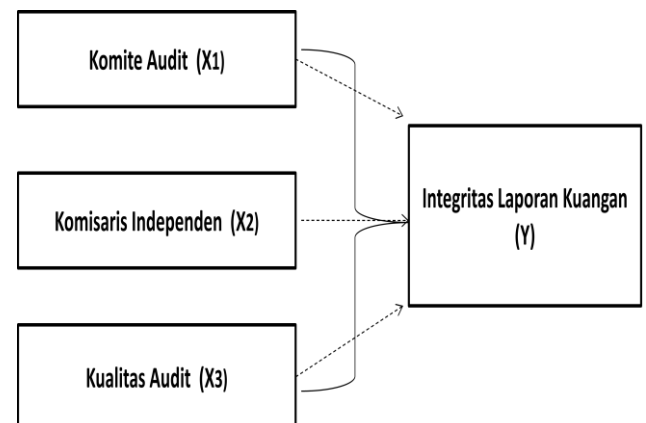 Komite Audit (X1)
Komisaris Independen (X2)
Kualitas Audit (X3)
Integritas Laporan Kuangan
(Y)